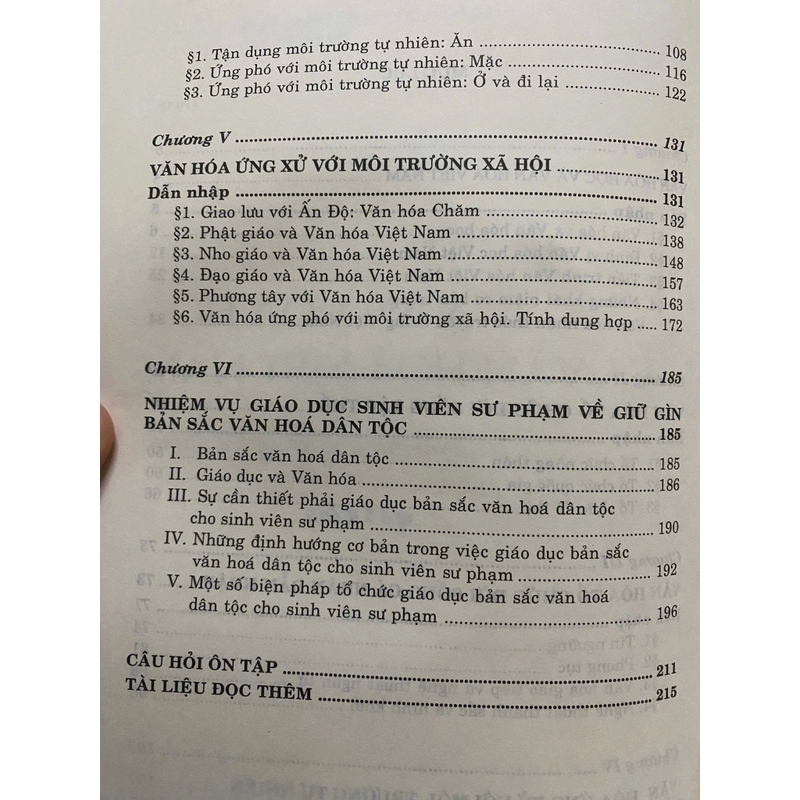 §1. Tận dụng môi trường tự nhiên: Ăn ........ 108
§2. Ứng phó với môi trường tự nhiên: Mặc ........ 116
§3. Ứng phó với môi trường tự nhiên: Ở và đi lại ........ 122
Chương V ........ 131
VĂN HÓA ỨNG XỬ VỚI MÔI TRƯỜNG XÃ HỘI ........ 131
Dẫn nhập ........ 131
§1. Giao lưu với Ấn Độ: Văn hóa Chăm ........ 132
§2. Phật giáo và Văn hóa Việt Nam ........ 138
§3. Nho giáo và Văn hóa Việt Nam ........ 148
§4. Đạo giáo và Văn hóa Việt Nam ........ 157
§5. Phương tây với Văn hóa Việt Nam ........ 163
§6. Văn hóa ứng phó với môi trường xã hội. Tính dung hợp ..... 172
Chương VI ........ 185
NHIỆM VỤ GIÁO DỤC SINH VIÊN SƯ PHẠM VỀ GIỮ GÌN
BẢN SẮC VĂN HOÁ DÂN TỘC ........ 185
I. Bản sắc văn hoá dân tộc ........ 185
II. Giáo dục và Văn hóa ........ 186
III. Sự cần thiết phải giáo dục bản sắc văn hoá dân tộc
cho sinh viên sư phạm ........ 190
IV. Những định hướng cơ bản trong việc giáo dục bản sắc
văn hoá dân tộc cho sinh viên sư phạm ........ 192
V. Một số biện pháp tổ chức giáo dục bản sắc văn hoá
dân tộc cho sinh viên sư phạm ........ 196
CÂU HỎI ÔN TẬP ........ 211
TÀI LIỆU ĐỌC THÊM ........ 215